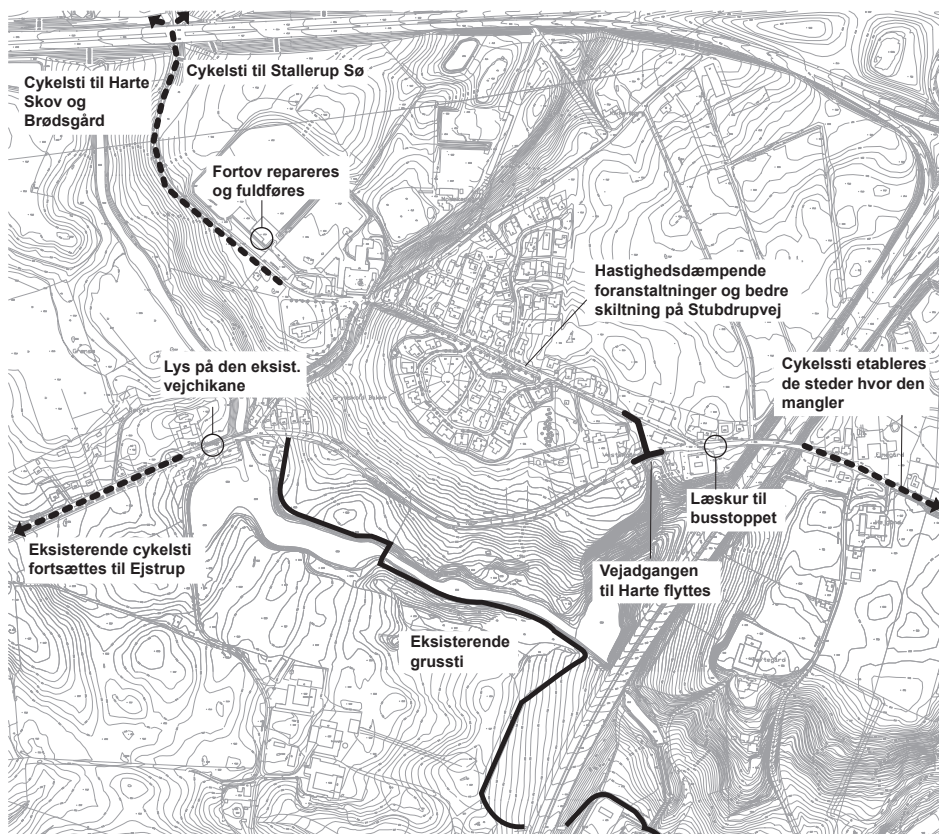 Cykelsti til Harte
Skov og
Brødsgård
Cykelsti til Stallerup Sø
Fortov repareres
og fuldføres
Hastighedsdæmpende
foranstaltninger og bedre
skiltning på Stubdrupvej
Lys på den eksist.
vejchikane
Cykelssti etableres
de steder hvor den
mangler
Læskur til
busstoppet
Eksisterende cykelsti
fortsættes til Ejstrup
Vejadgangen
til Harte flyttes
Eksisterende
grussti